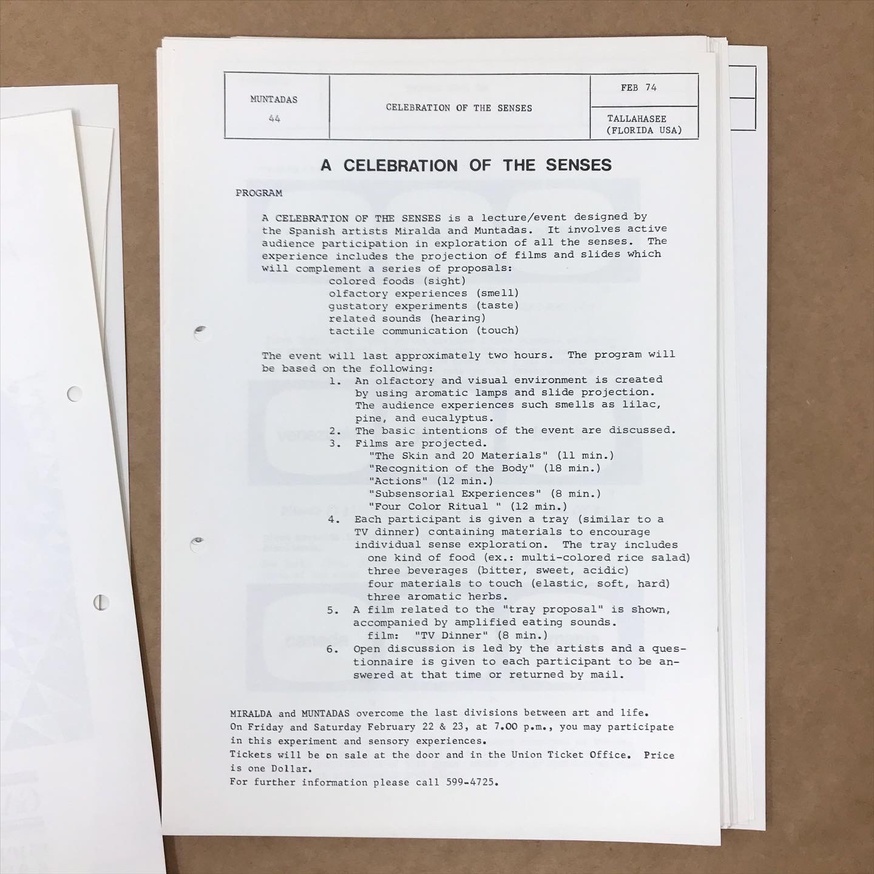 MUNTADAS
44
CELEBRATION OF THE SENSES
FEB 74
TALLAHASEE
(FLORIDA USA)
A CELEBRATION OF THE SENSES
PROGRAM
A CELEBRATION OF THE SENSES is a lecture/event designed by
the Spanish artists Miralda and Muntadas. It involves active
audience participation in exploration of all the senses. The
experience includes the projection of films and slides which
will complement a series of proposals:
colored foods (sight)
olfactory experiences (smell)
gustatory experiments (taste)
related sounds (hearing)
tactile communication (touch)
The event will last approximately two hours. The program will
be based on the following:
1. An olfactory and visual environment is created
by using aromatic lamps and slide projection.
The audience experiences such smells as lilac,
pine, and eucalyptus.
2. The basic intentions of the event are discussed.
3. Films are projected.
"The Skin and 20 Materials" (11 min.)
"Recognition of the Body" (18 min.)
"Actions" (12 min.)
"Subsensorial Experiences" (8 min.)
"Four Color Ritual " (12 min.)
4. Each participant is given a tray (similar to a
TV dinner) containing materials to encourage
individual sense exploration. The tray includes
one kind of food (ex.: multi-colored rice salad)
three beverages (bitter, sweet, acidic)
four materials to touch (elastic, soft, hard)
three aromatic herbs.
5. A film related to the "tray proposal" is shown,
accompanied by amplified eating sounds.
film: "TV Dinner" (8 min.)
6. Open discussion is led by the artists and a ques-
tionnaire is given to each participant to be an-
swered at that time or returned by mail.
MIRALDA and MUNTADAS overcome the last divisions between art and life.
On Friday and Saturday February 22 & 23, at 7.00 p.m., you may participate
in this experiment and sensory experiences.
Tickets will be on sale at the door and in the Union Ticket Office. Price
is one Dollar.
For further information please call 599-4725.